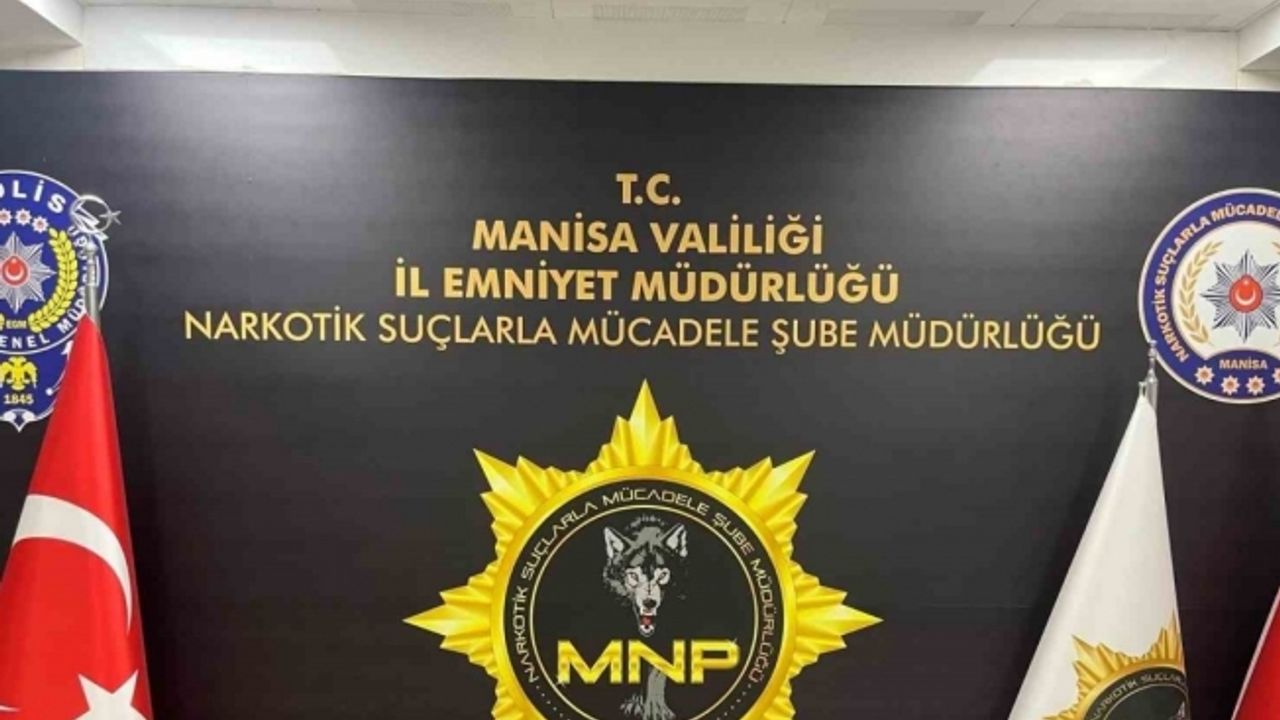 T.C.
MANİSA VALİLİĞİ
İL EMNİYET MÜDÜRLÜĞÜ
NARKOTİK SUÇLARLA MÜCADELE ŞUBE MÜDÜRLÜĞÜ
EGM
1845
NARKOTİK SUÇLARLA MÜCADELE
MANİSA
NARKOTİK SUÇLARLA MÜCADELE ŞUBE MÜDÜRLÜĞÜ
MNP